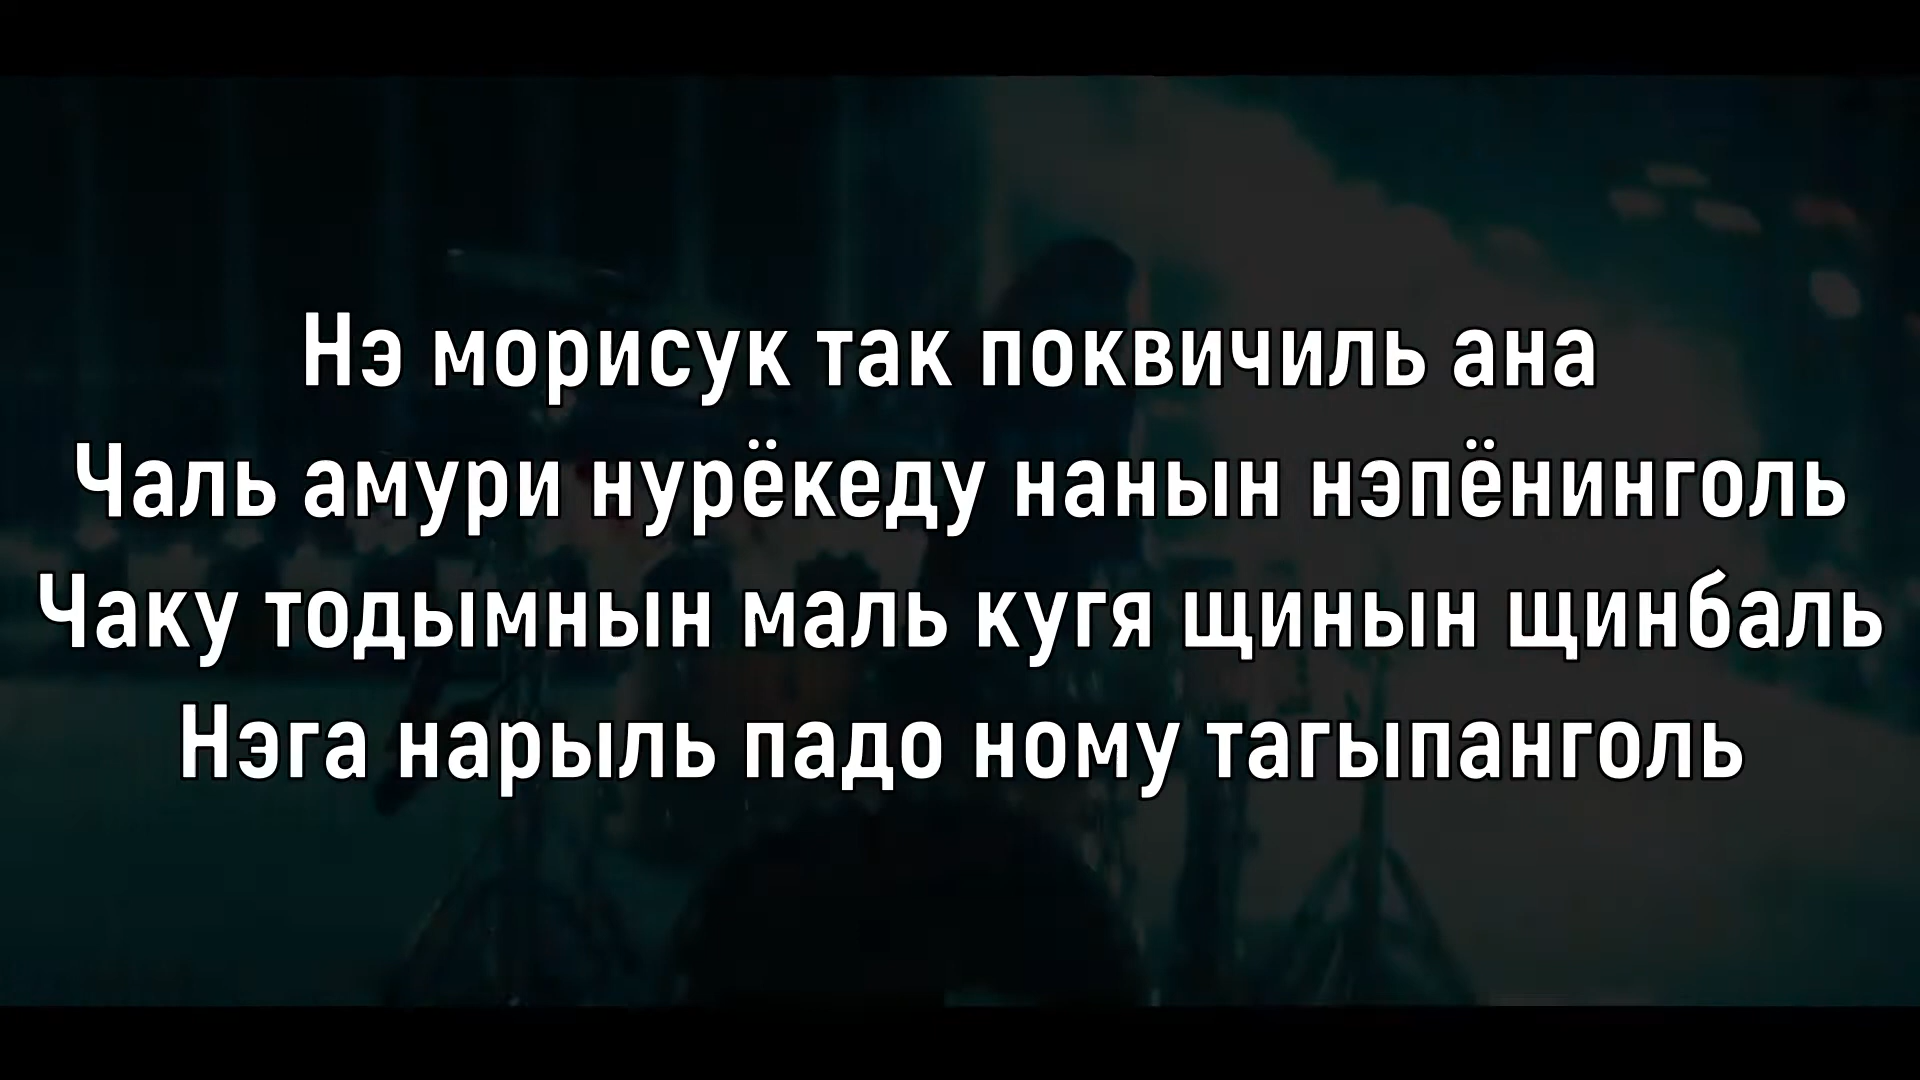 Нэ морисук так поквичиль ана
Чаль амури нурёкеду нанын нэпёнинголь
Чаку тодымнын маль кугя щинын щинбаль
Нэга нарыль падо ному тагыпанголь